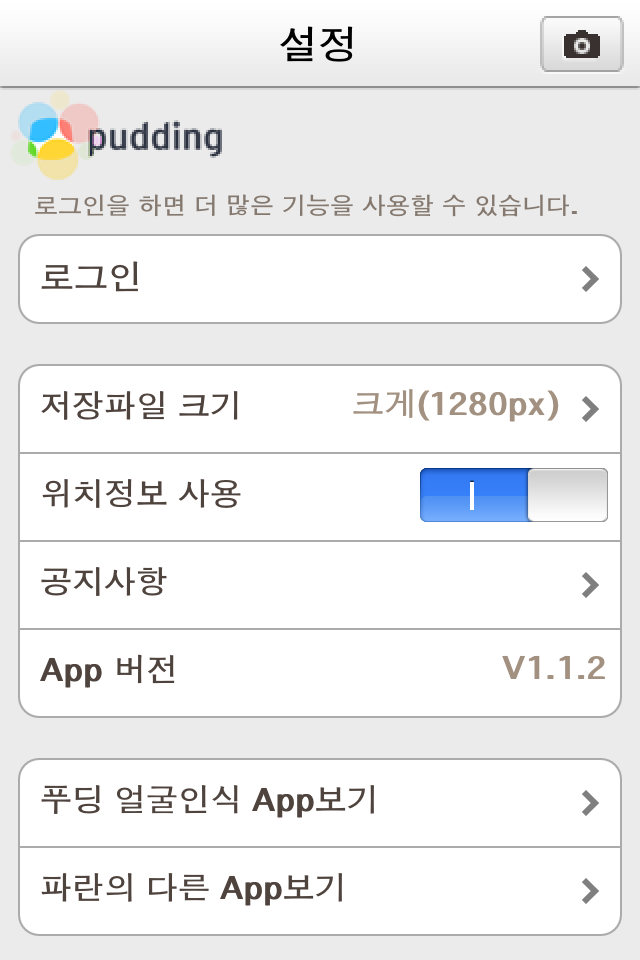 설정
pudding
로그인을 하면 더 많은 기능을 사용할 수 있습니다.
로그인
저장파일 크기 크게(1280px)
위치정보 사용
공지사항
App 버전 V1.1.2
푸딩 얼굴인식 App보기
파란의 다른 App보기